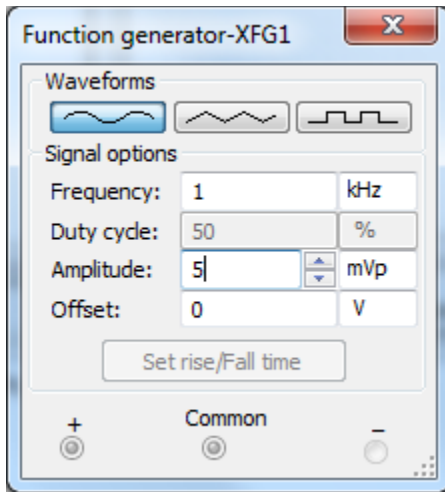 Function generator-XFG1
Waveforms
Signal options
Frequency: 1 kHz
Duty cycle: 50 %
Amplitude: 5 mVp
Offset: 0 V
Set rise/Fall time
+ Common −